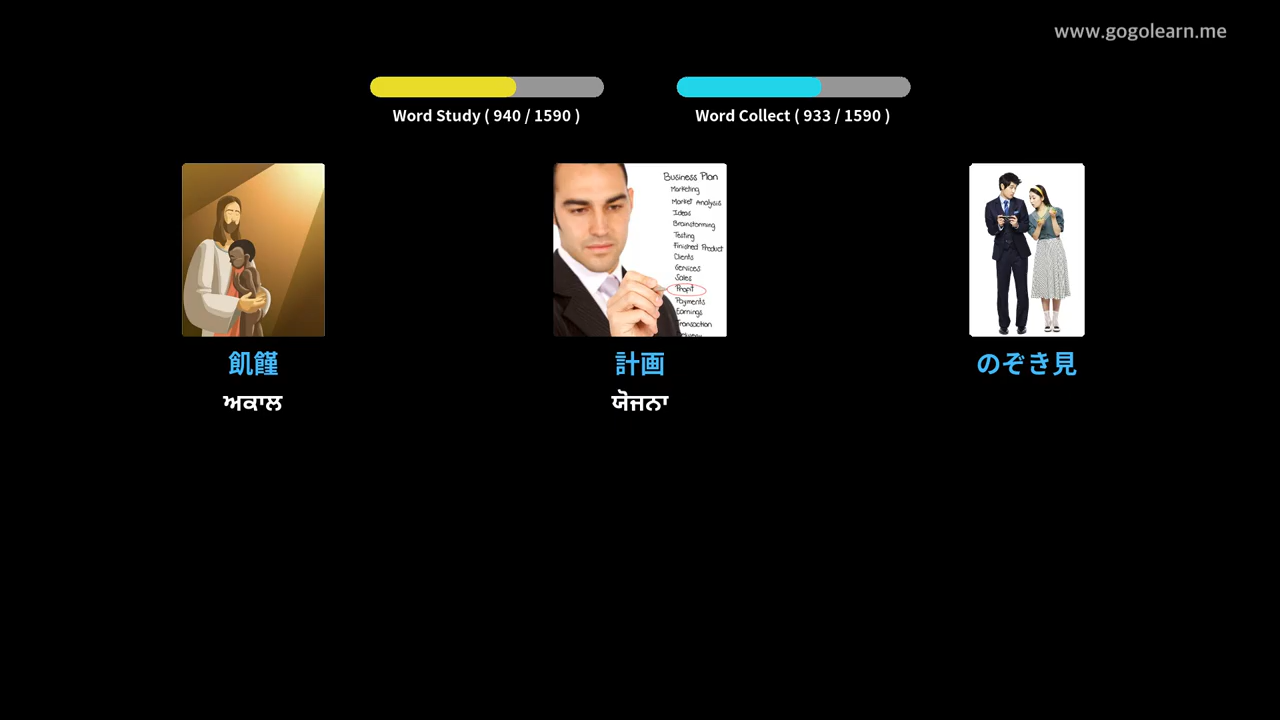 www.gogolearn.me
Word Study ( 940 / 1590 )
Word Collect ( 933 / 1590 )
Business Plan
Marketing
Market Analysis
Ideas
Brainstorming
Testing
Finished Product
Clients
Services
Sales
Profit
Payments
Earnings
Transaction
飢饉
計画
のぞき見
ਅਕਾਲ
ਯੋਜਨਾ